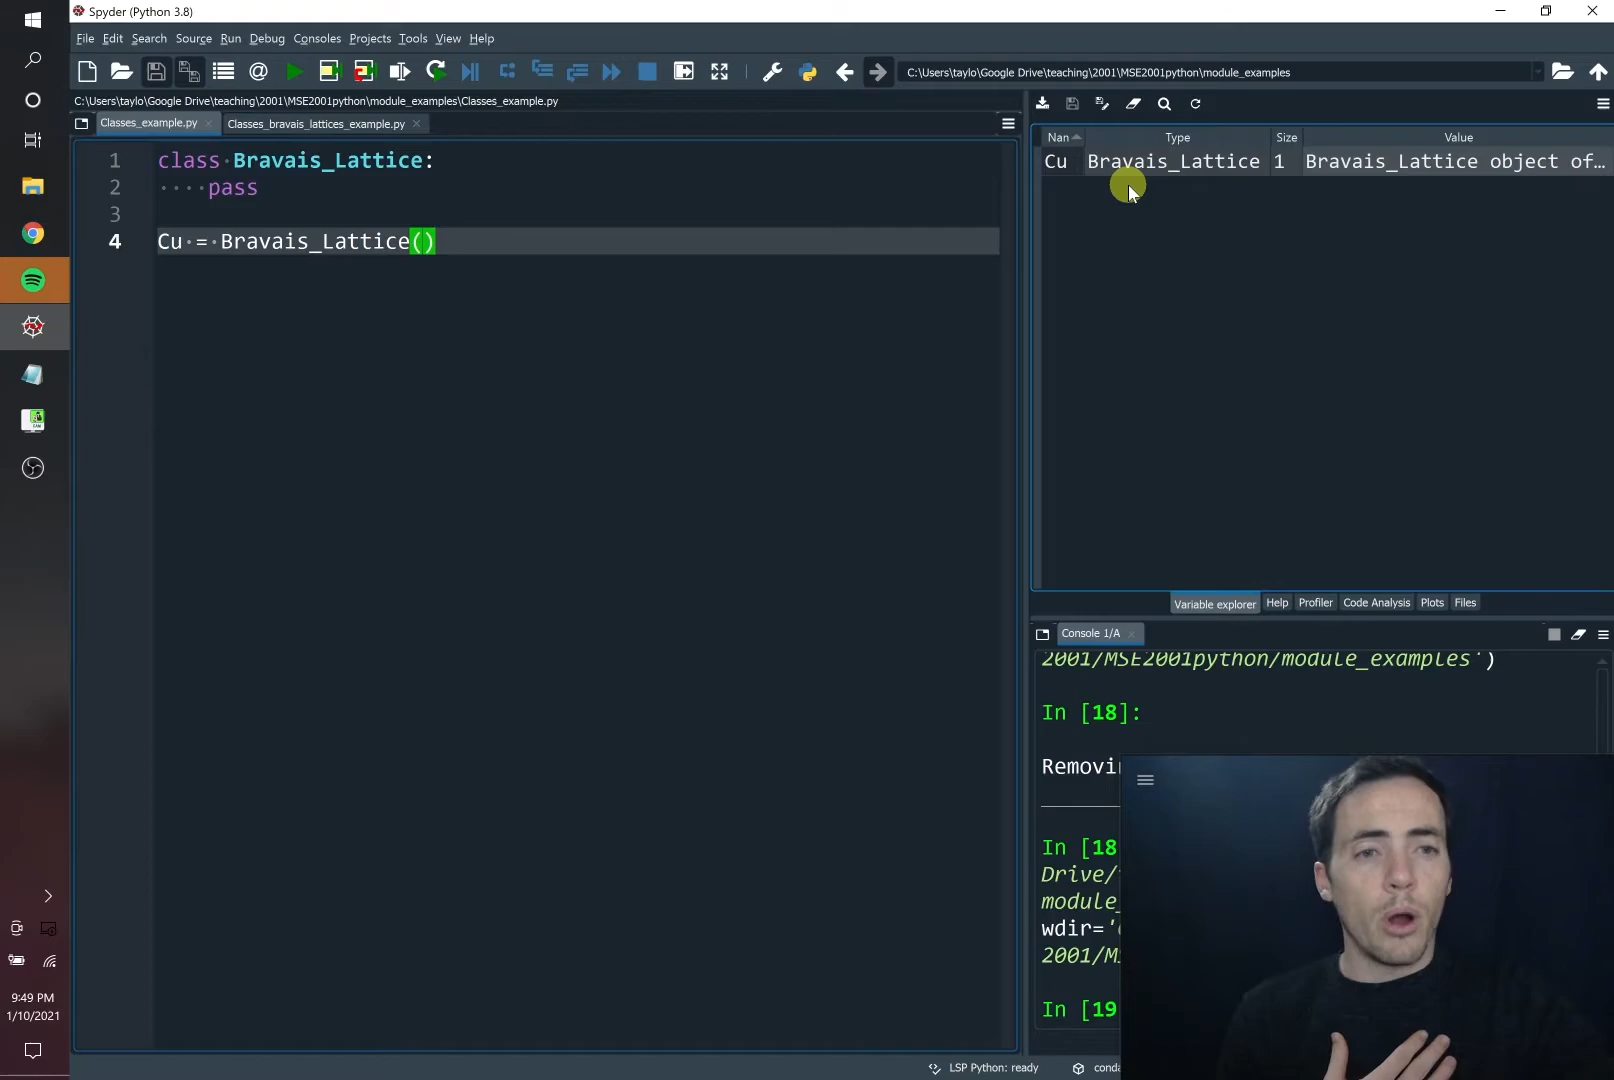 Spyder (Python 3.8)
File Edit Search Source Run Debug Consoles Projects Tools View Help
C:\Users\taylo\Google Drive\teaching\2001\MSE2001python\module_examples
C:\Users\taylo\Google Drive\teaching\2001\MSE2001python\module_examples\Classes_example.py
Classes_example.py Classes_bravais_lattices_example.py
1 class Bravais_Lattice:
2 pass
3
4 Cu = Bravais_Lattice()
Nan Type Size Value
Cu Bravais_Lattice 1 Bravais_Lattice object of…
Variable explorer Help Profiler Code Analysis Plots Files
Console 1/A
2001/MSE2001python/module_examples')
In [18]:
Removin
In [18
Drive/
module_
wdir='
2001/M
In [19
9:49 PM
1/10/2021
LSP Python: ready
conda